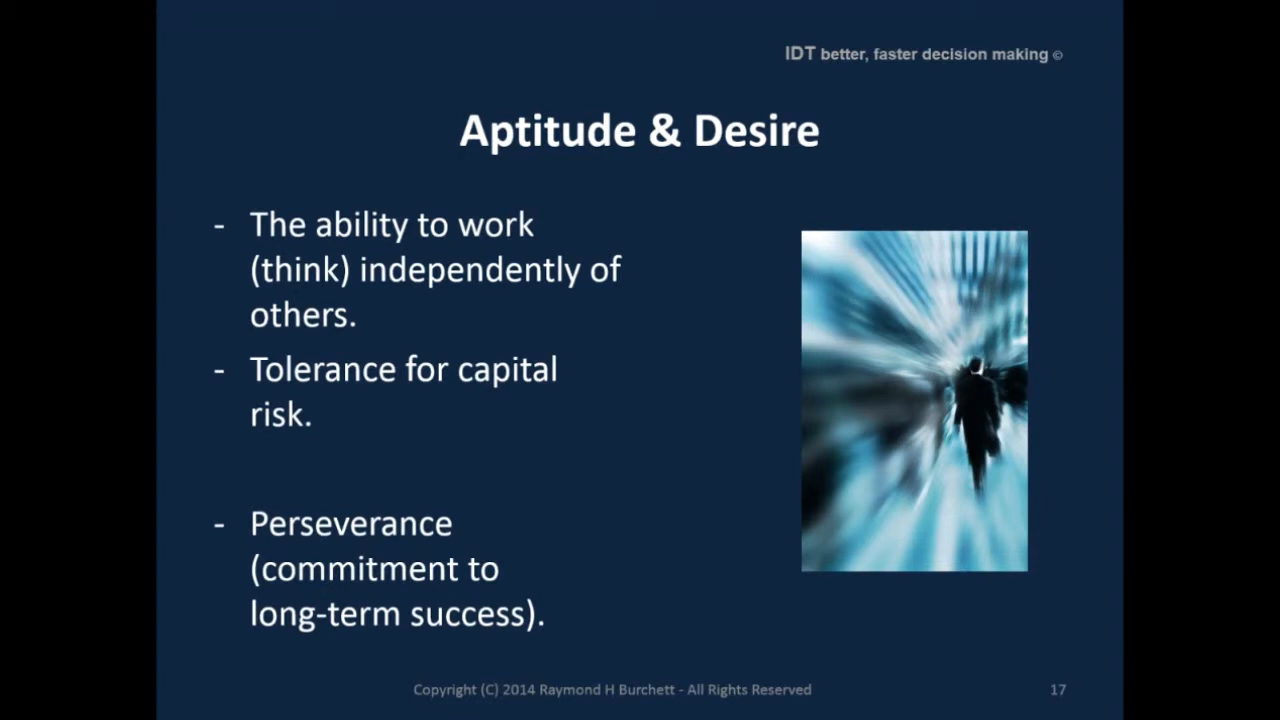 IDT better, faster decision making ©
Aptitude & Desire
- The ability to work
(think) independently of
others.
- Tolerance for capital
risk.
- Perseverance
(commitment to
long-term success).
Copyright (C) 2014 Raymond H Burchett - All Rights Reserved
17